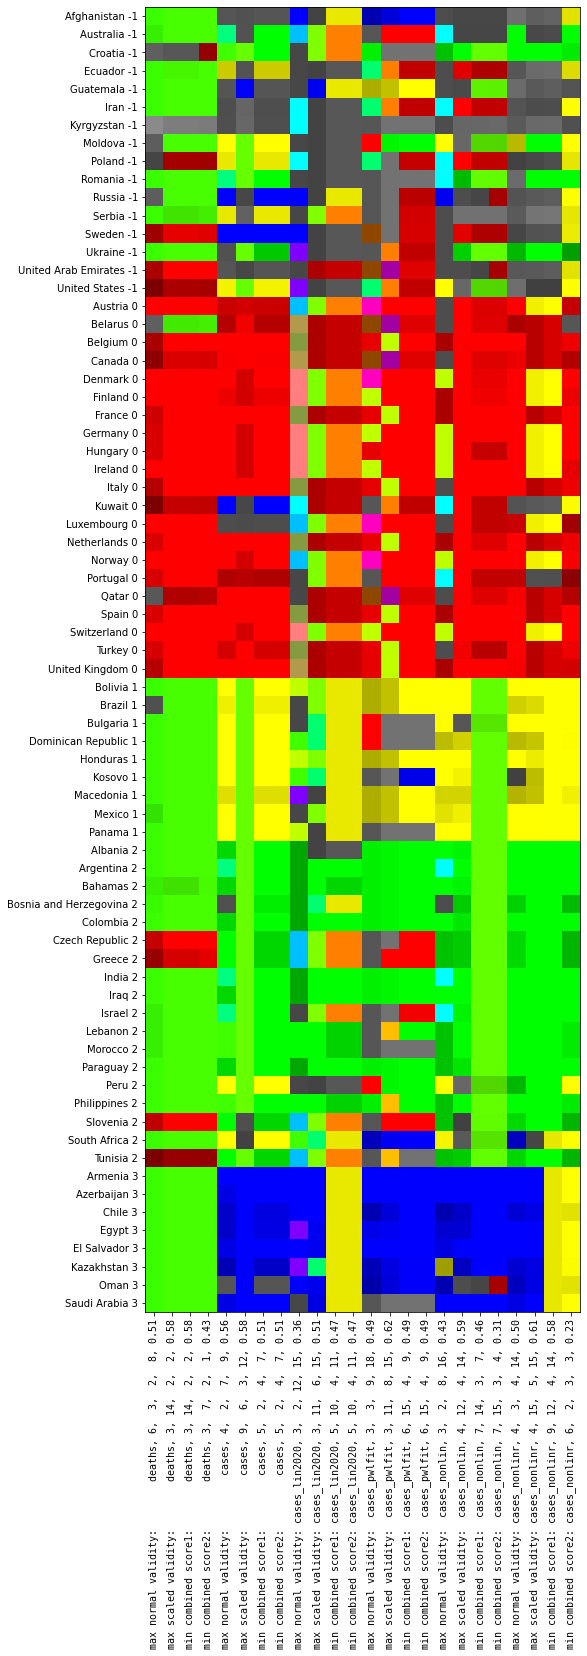 Afghanistan -1
Australia -1
Croatia -1
Ecuador -1
Guatemala -1
Iran -1
Kyrgyzstan -1
Moldova -1
Poland -1
Romania -1
Russia -1
Serbia -1
Sweden -1
Ukraine -1
United Arab Emirates -1
United States -1
Austria 0
Belarus 0
Belgium 0
Canada 0
Denmark 0
Finland 0
France 0
Germany 0
Hungary 0
Ireland 0
Italy 0
Kuwait 0
Luxembourg 0
Netherlands 0
Norway 0
Portugal 0
Qatar 0
Spain 0
Switzerland 0
Turkey 0
United Kingdom 0
Bolivia 1
Brazil 1
Bulgaria 1
Dominican Republic 1
Honduras 1
Kosovo 1
Macedonia 1
Mexico 1
Panama 1
Albania 2
Argentina 2
Bahamas 2
Bosnia and Herzegovina 2
Colombia 2
Czech Republic 2
Greece 2
India 2
Iraq 2
Israel 2
Lebanon 2
Morocco 2
Paraguay 2
Peru 2
Philippines 2
Slovenia 2
South Africa 2
Tunisia 2
Armenia 3
Azerbaijan 3
Chile 3
Egypt 3
El Salvador 3
Kazakhstan 3
Oman 3
Saudi Arabia 3
max normal validity: deaths, 6, 3, 2, 8, 0.51
max scaled validity: deaths, 3, 14, 2, 2, 0.58
min combined score1: deaths, 3, 14, 2, 2, 0.58
min combined score2: deaths, 3, 7, 2, 1, 0.43
max normal validity: cases, 4, 2, 7, 9, 0.56
max scaled validity: cases, 9, 6, 3, 12, 0.58
min combined score1: cases, 5, 2, 4, 7, 0.51
min combined score2: cases, 5, 2, 4, 7, 0.51
max normal validity: cases_lin2020, 3, 2, 12, 15, 0.36
max scaled validity: cases_lin2020, 3, 11, 6, 15, 0.51
min combined score1: cases_lin2020, 5, 10, 4, 11, 0.47
min combined score2: cases_lin2020, 5, 10, 4, 11, 0.47
max normal validity: cases_pwlfit, 3, 3, 9, 18, 0.49
max scaled validity: cases_pwlfit, 3, 11, 8, 15, 0.62
min combined score1: cases_pwlfit, 6, 15, 4, 9, 0.49
min combined score2: cases_pwlfit, 6, 15, 4, 9, 0.49
max normal validity: cases_nonlin, 3, 2, 8, 16, 0.43
max scaled validity: cases_nonlin, 4, 12, 4, 14, 0.59
min combined score1: cases_nonlin, 7, 14, 3, 7, 0.46
min combined score2: cases_nonlin, 7, 15, 3, 4, 0.31
max normal validity: cases_nonlinr, 4, 3, 4, 14, 0.50
max scaled validity: cases_nonlinr, 4, 15, 5, 15, 0.61
min combined score1: cases_nonlinr, 9, 12, 4, 14, 0.58
min combined score2: cases_nonlinr, 6, 2, 3, 3, 0.23